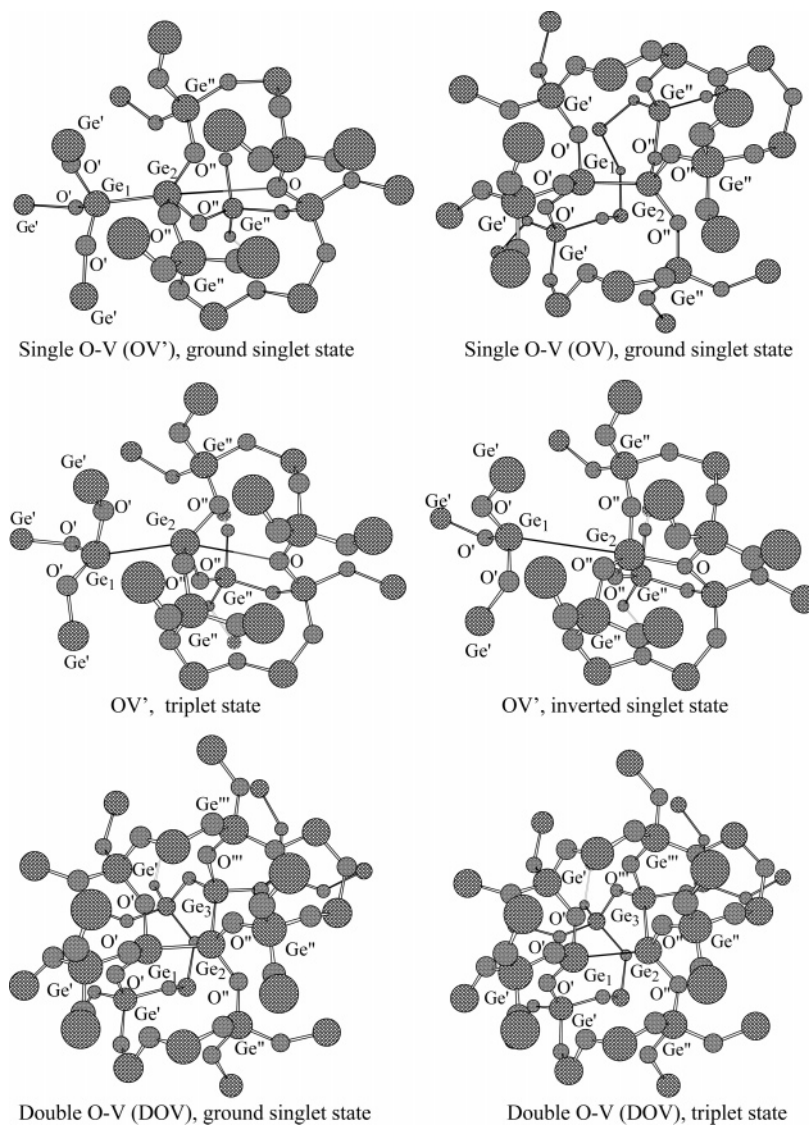 Ge"
Ge'
O'
Ge₁
Ge₂
O"
O
Ge'
O'
O"
Ge"
O"
O'
Ge"
Ge'
Single O-V (OV'), ground singlet state
Ge'
Ge"
O'
O"
Ge₁
O'
O"
Ge"
Ge'
O'
Ge₂
O"
Ge'
Ge"
Single O-V (OV), ground singlet state
Ge"
Ge'
O"
O'
Ge₂
Ge'
O'
O
O'
Ge₁
O"
O"
Ge"
Ge"
Ge'
OV', triplet state
Ge'
Ge"
Ge'
O'
O"
Ge₁
Ge₂
O'
O'
O
O"
O"
Ge"
Ge"
Ge'
OV', inverted singlet state
Ge'''
Ge'
O'''
O'
Ge₃
O'
O"
Ge"
Ge'
Ge₁
Ge₂
O'
O"
Ge'
Ge"
Double O-V (DOV), ground singlet state
Ge'''
Ge'
O'''
O'
Ge₃
O'
O"
Ge"
Ge'
Ge₁
Ge₂
O'
O"
Ge'
Ge"
Double O-V (DOV), triplet state